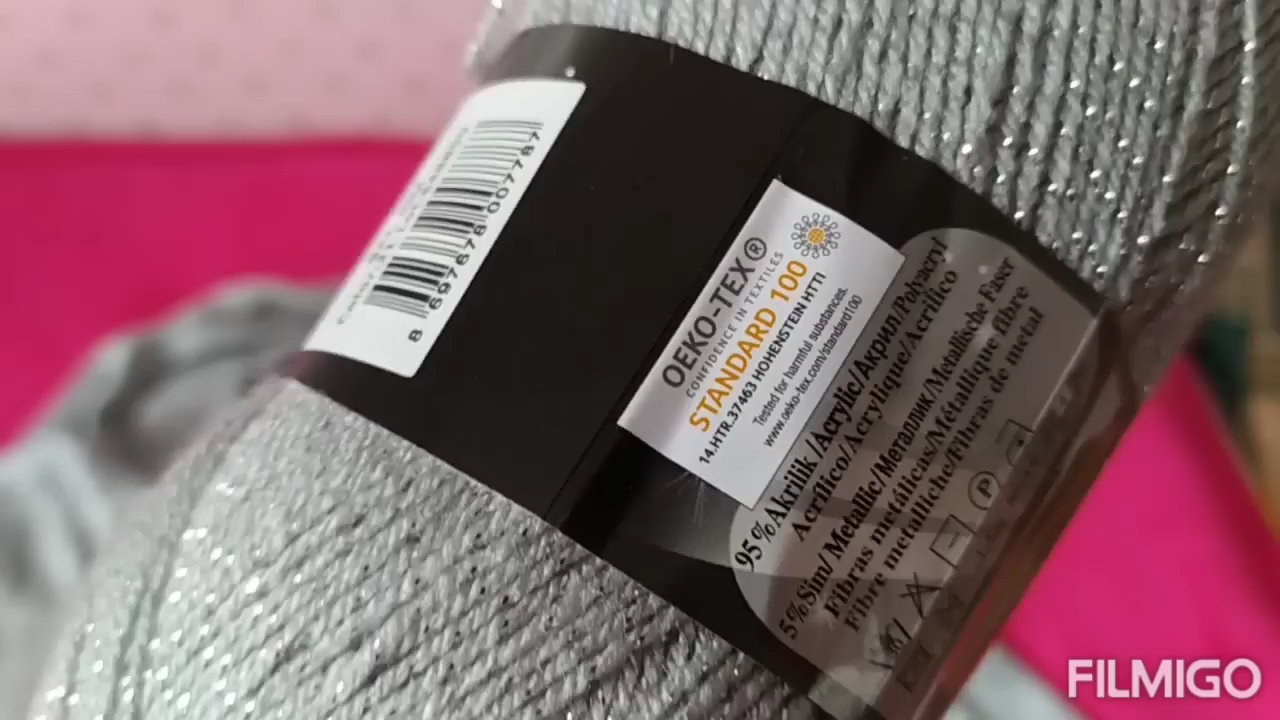 8 697678 007787
OEKO-TEX®
CONFIDENCE IN TEXTILES
STANDARD 100
14.HTR.37463 HOHENSTEIN HTTI
Tested for harmful substances.
www.oeko-tex.com/standard100
95%Akrilik/Acrylic/Акрил/Polyacryl/
Acrílico/Acrylique/Acrilico
5%Sim/Metallic/Металлик/Metallische Faser
Fibras metálicas/Métallique fibre
Fibre metalliche/Fibras de metal
P
FILMIGO